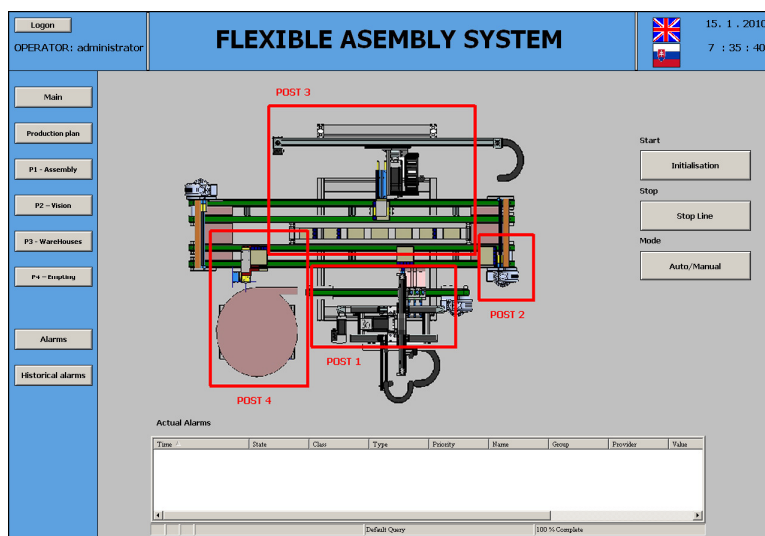 Logon
OPERATOR: administrator
FLEXIBLE ASEMBLY SYSTEM
15. 1 . 2010
7 : 35 : 40
Main
Production plan
P1 - Assembly
P2 – Vision
P3 - WareHouses
P4 – Emptying
Alarms
Historical alarms
POST 3
POST 2
POST 1
POST 4
Start
Initialisation
Stop
Stop Line
Mode
Auto/Manual
Actual Alarms
Time State Class Type Priority Name Group Provider Value
Default Query 100 % Complete